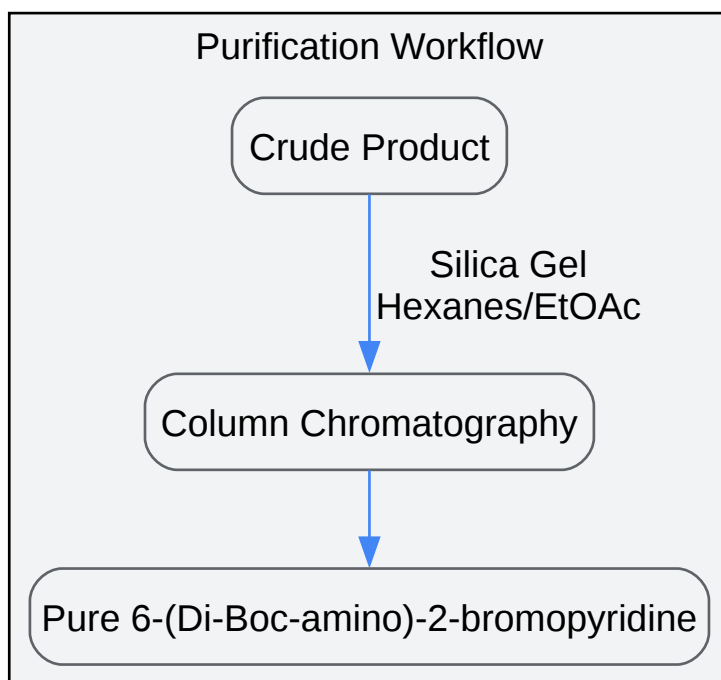 Purification Workflow
Crude Product
Silica Gel
Hexanes/EtOAc
Column Chromatography
Pure 6-(Di-Boc-amino)-2-bromopyridine